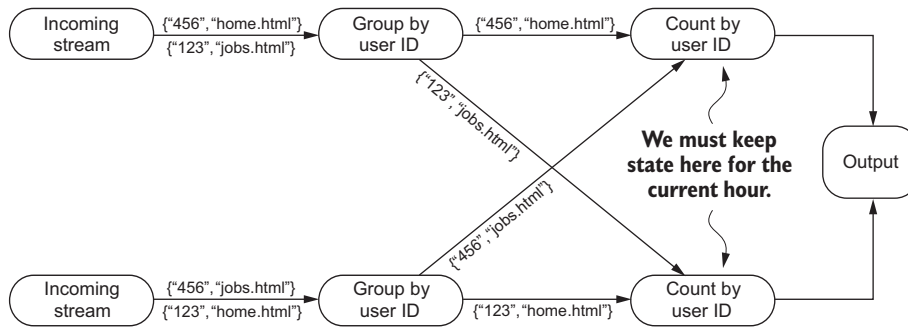 Incoming
stream
{“456”,“home.html”}
{“123”,“jobs.html”}
Group by
user ID
{“456”,“home.html”}
Count by
user ID
{“123”,“jobs.html”}
We must keep
state here for the
current hour.
Output
{“456”,“jobs.html”}
Incoming
stream
{“456”,“jobs.html”}
{“123”,“home.html”}
Group by
user ID
{“123”,“home.html”}
Count by
user ID